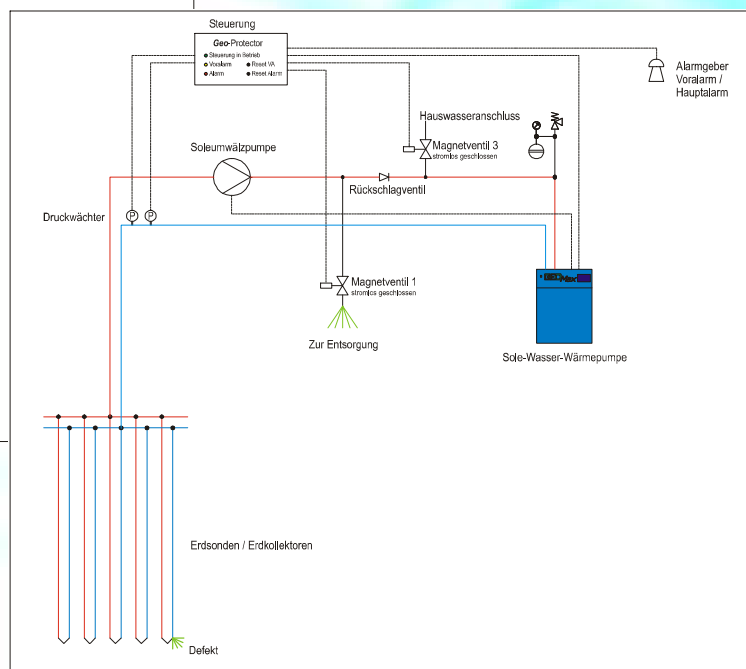 Steuerung
Geo-Protector
Steuerung in Betrieb
Voralarm
Reset VA
Alarm
Reset Alarm
Alarmgeber
Voralarm /
Hauptalarm
Hauswasseranschluss
Magnetventil 3
stromlos geschlossen
Soleumwälzpumpe
Rückschlagventil
Druckwächter
P
P
Magnetventil 1
stromlos geschlossen
Zur Entsorgung
Sole-Wasser-Wärmepumpe
Erdsonden / Erdkollektoren
Defekt